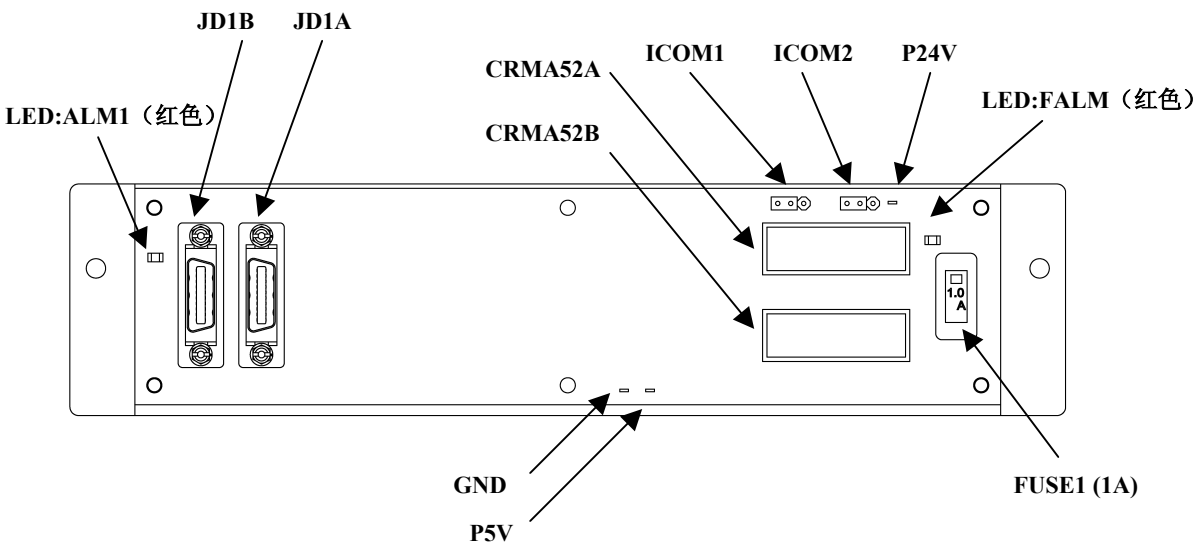 JD1B
JD1A
ICOM1
ICOM2
P24V
CRMA52A
LED:ALM1（红色）
LED:FALM（红色）
CRMA52B
1.0
A
GND
FUSE1 (1A)
P5V